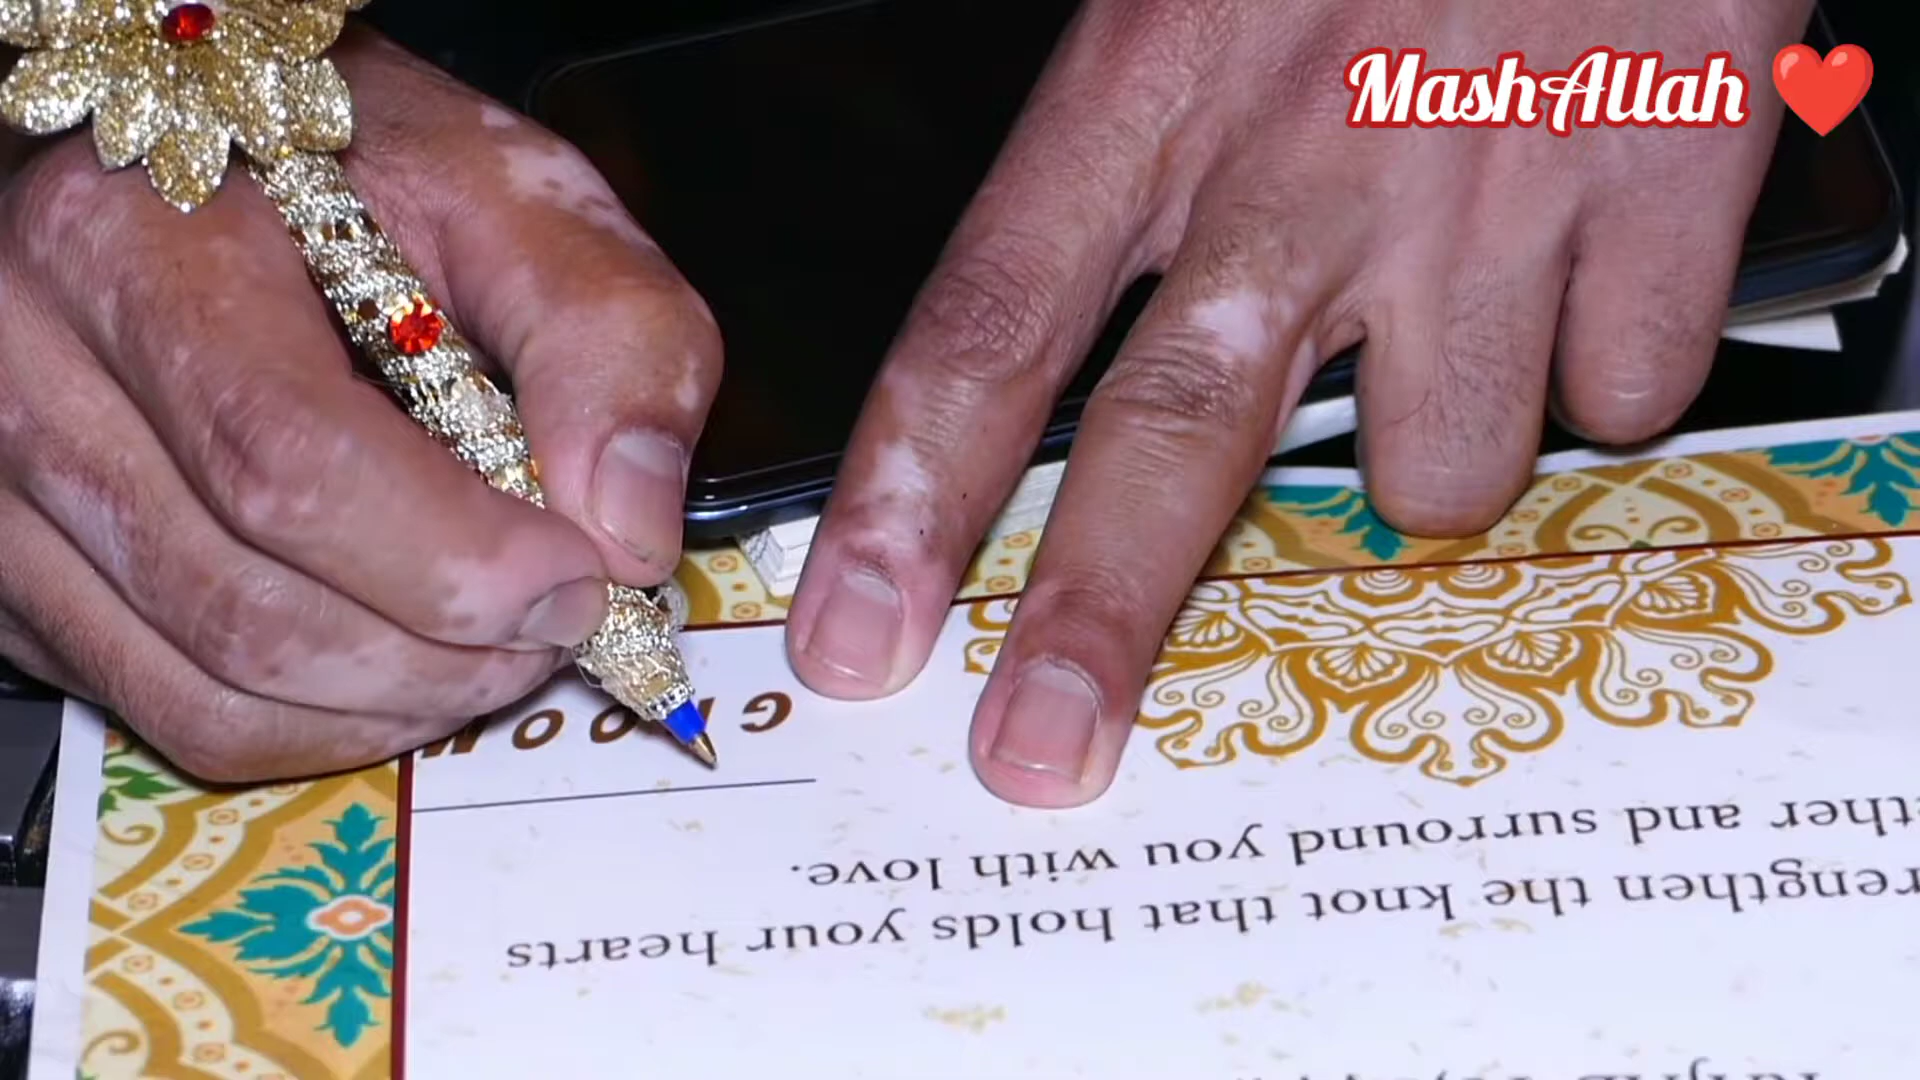 MashAllah ❤️
GROOM
rengthen the knot that holds your hearts
ther and surround you with love.